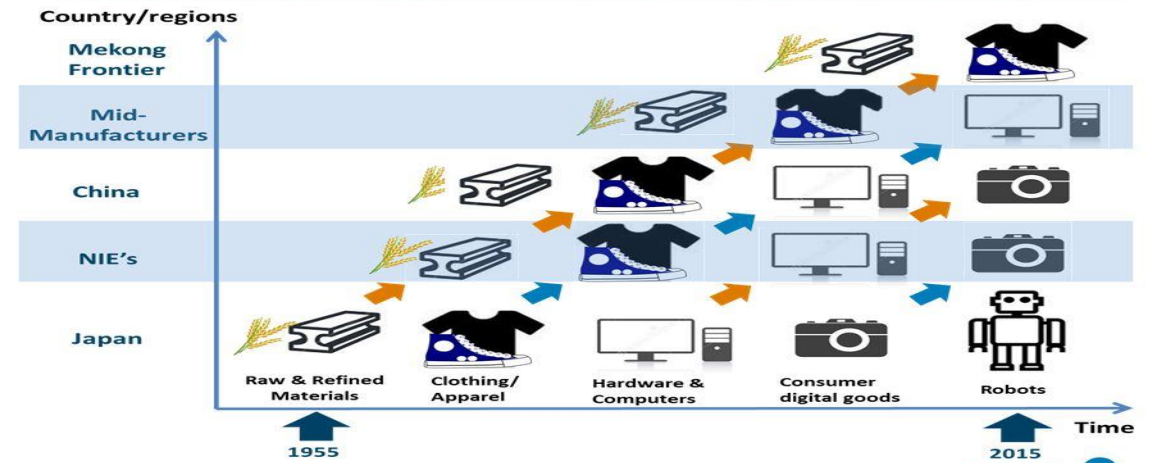 Country/regions
Mekong
Frontier
Mid-
Manufacturers
China
NIE's
Japan
Raw & Refined
Materials
Clothing/
Apparel
Hardware &
Computers
Consumer
digital goods
Robots
Time
1955
2015